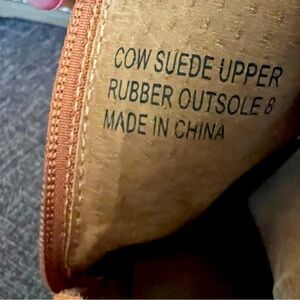 COW SUEDE UPPER
RUBBER OUTSOLE 8
MADE IN CHINA